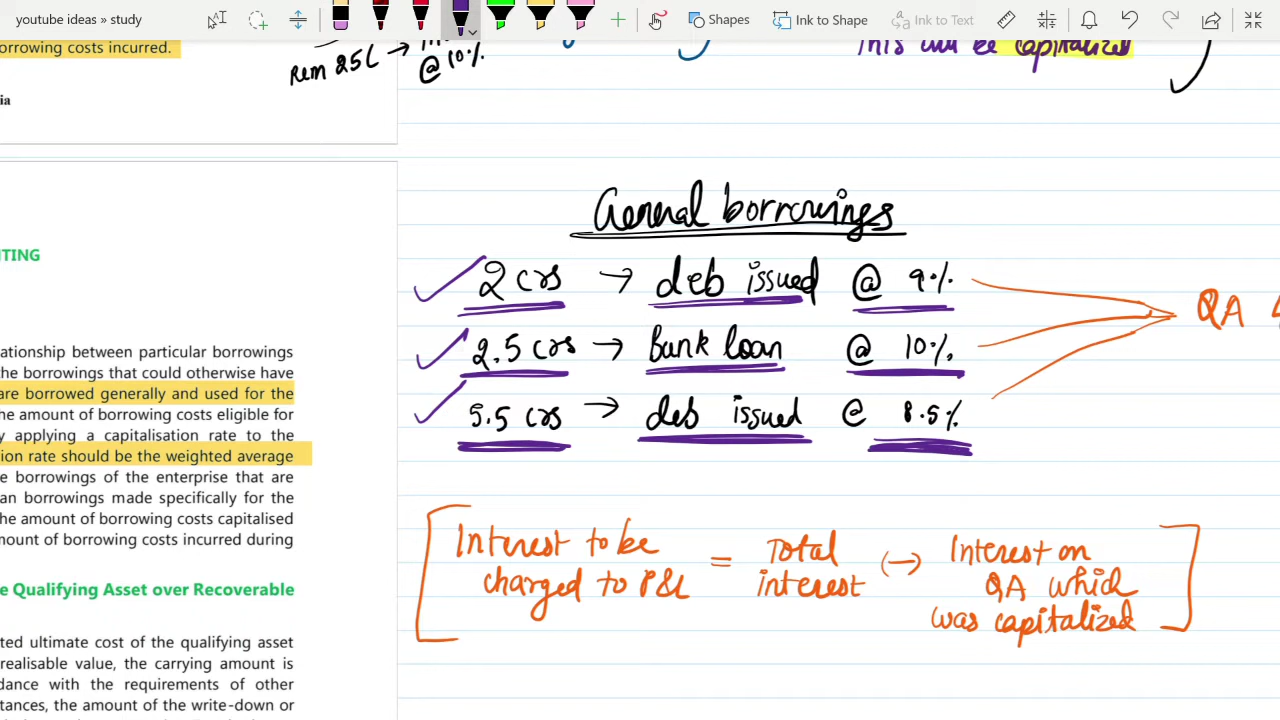 youtube ideas » study
Shapes
Ink to Shape
Ink to Text
orrowing costs incurred.
Rem 25L →
@ 10%
This can be capitalized
ia
General borrowings
2 crs → deb issued @ 9%
2.5 crs → Bank loan @ 10%
5.5 crs → deb issued @ 8.5%
QA
Interest to be charged to P&L = Total interest (-) Interest on QA which was capitalized
NTING
elationship between particular borrowings
the borrowings that could otherwise have
are borrowed generally and used for the
the amount of borrowing costs eligible for
y applying a capitalisation rate to the
ion rate should be the weighted average
e borrowings of the enterprise that are
an borrowings made specifically for the
he amount of borrowing costs capitalised
mount of borrowing costs incurred during
e Qualifying Asset over Recoverable
ted ultimate cost of the qualifying asset
realisable value, the carrying amount is
dance with the requirements of other
tances, the amount of the write-down or